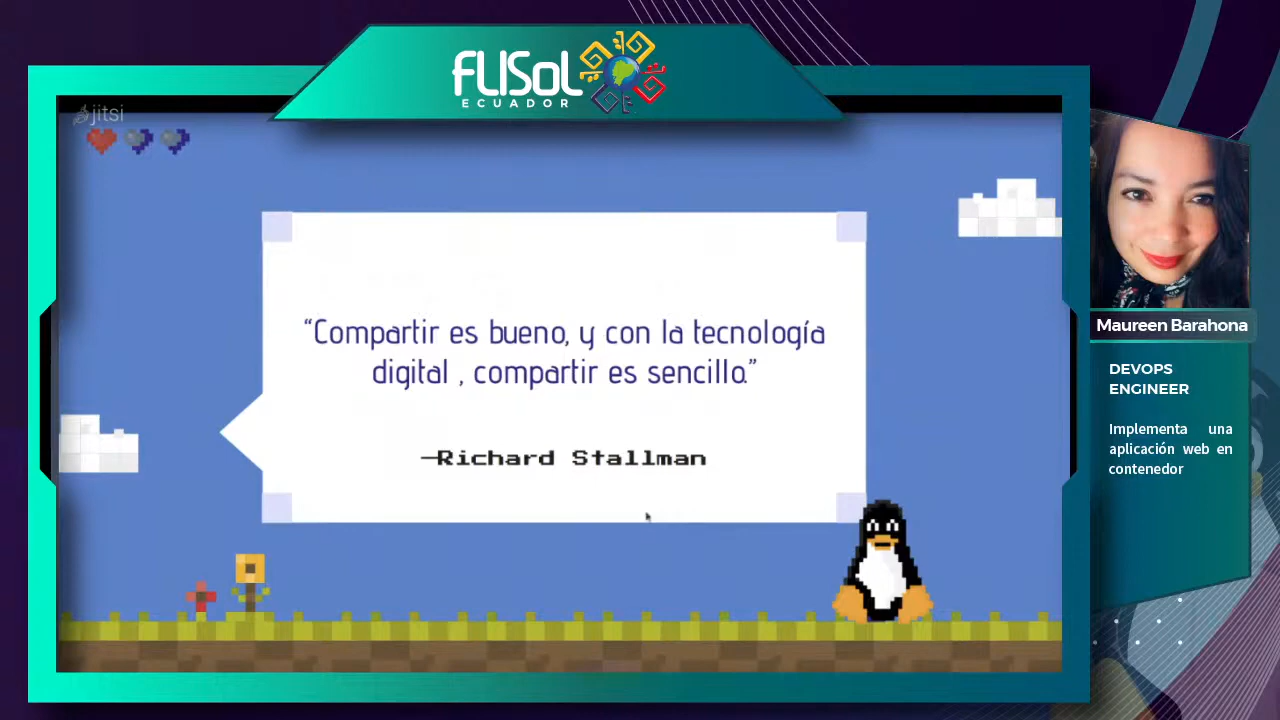 FLISoL
ECUADOR
jitsi
“Compartir es bueno, y con la tecnología
digital , compartir es sencillo.”
—Richard Stallman
Maureen Barahona
DEVOPS
ENGINEER
Implementa una
aplicación web en
contenedor